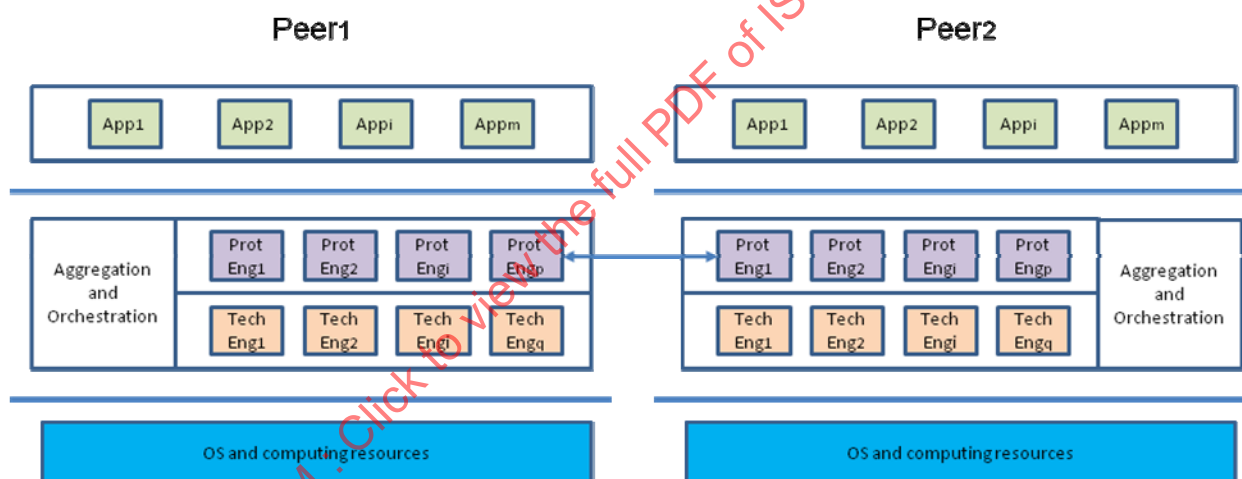 Peer1
Peer2
App1 App2 Appi Appm
App1 App2 Appi Appm
Aggregation
and
Orchestration
Prot Prot Prot Prot
Eng1 Eng2 Engi Engp
Tech Tech Tech Tech
Eng1 Eng2 Engi Engq
Prot Prot Prot Prot
Eng1 Eng2 Engi Engp
Tech Tech Tech Tech
Eng1 Eng2 Engi Engq
Aggregation
and
Orchestration
OS and computing resources
OS and computing resources
. Click to view the full PDF of IS